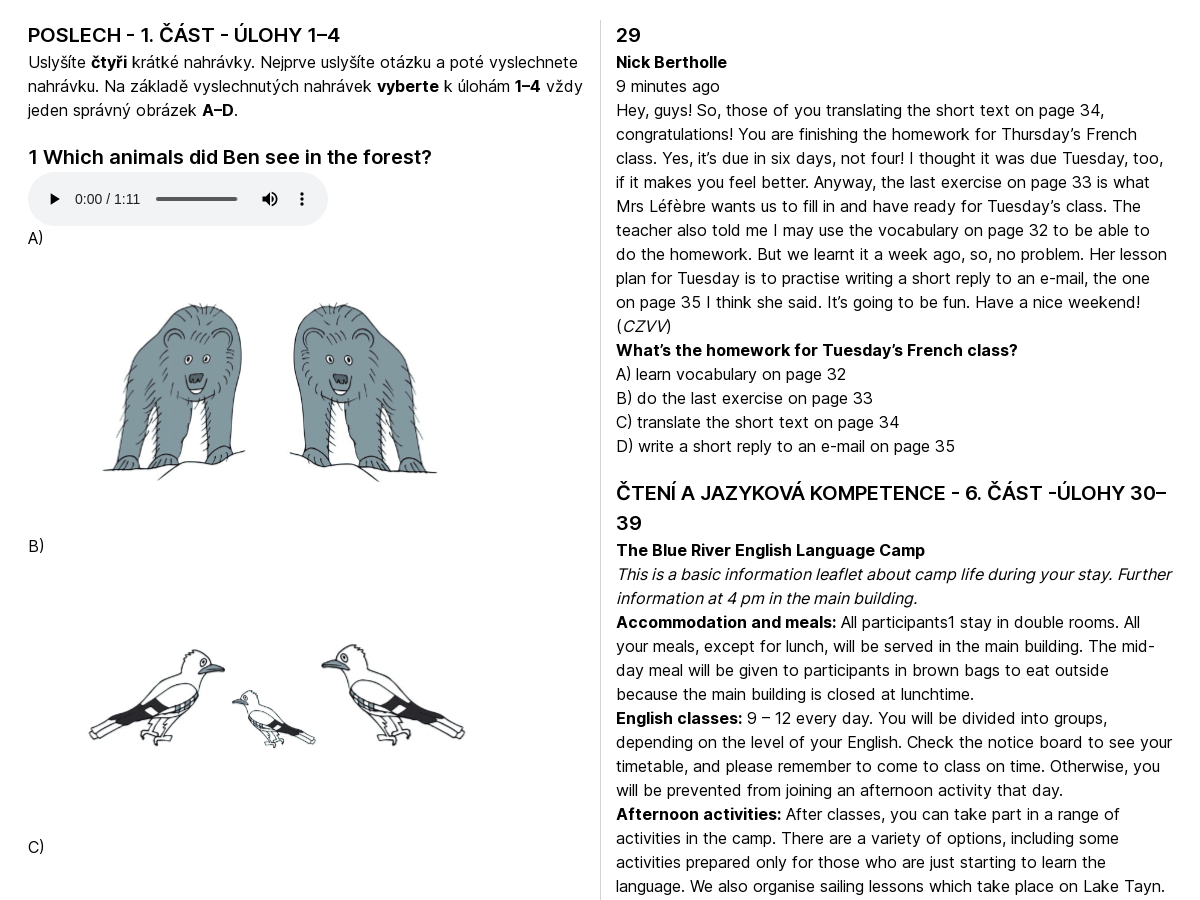 POSLECH - 1. ČÁST - ÚLOHY 1–4
Uslyšíte čtyři krátké nahrávky. Nejprve uslyšíte otázku a poté vyslechnete
nahrávku. Na základě vyslechnutých nahrávek vyberte k úlohám 1–4 vždy
jeden správný obrázek A–D.
1 Which animals did Ben see in the forest?
0:00 / 1:11
A)
B)
C)
29
Nick Bertholle
9 minutes ago
Hey, guys! So, those of you translating the short text on page 34,
congratulations! You are finishing the homework for Thursday’s French
class. Yes, it’s due in six days, not four! I thought it was due Tuesday, too,
if it makes you feel better. Anyway, the last exercise on page 33 is what
Mrs Léfèbre wants us to fill in and have ready for Tuesday’s class. The
teacher also told me I may use the vocabulary on page 32 to be able to
do the homework. But we learnt it a week ago, so, no problem. Her lesson
plan for Tuesday is to practise writing a short reply to an e-mail, the one
on page 35 I think she said. It’s going to be fun. Have a nice weekend!
(CZVV)
What’s the homework for Tuesday’s French class?
A) learn vocabulary on page 32
B) do the last exercise on page 33
C) translate the short text on page 34
D) write a short reply to an e-mail on page 35
ČTENÍ A JAZYKOVÁ KOMPETENCE - 6. ČÁST -ÚLOHY 30–
39
The Blue River English Language Camp
This is a basic information leaflet about camp life during your stay. Further
information at 4 pm in the main building.
Accommodation and meals: All participants1 stay in double rooms. All
your meals, except for lunch, will be served in the main building. The mid-
day meal will be given to participants in brown bags to eat outside
because the main building is closed at lunchtime.
English classes: 9 – 12 every day. You will be divided into groups,
depending on the level of your English. Check the notice board to see your
timetable, and please remember to come to class on time. Otherwise, you
will be prevented from joining an afternoon activity that day.
Afternoon activities: After classes, you can take part in a range of
activities in the camp. There are a variety of options, including some
activities prepared only for those who are just starting to learn the
language. We also organise sailing lessons which take place on Lake Tayn.